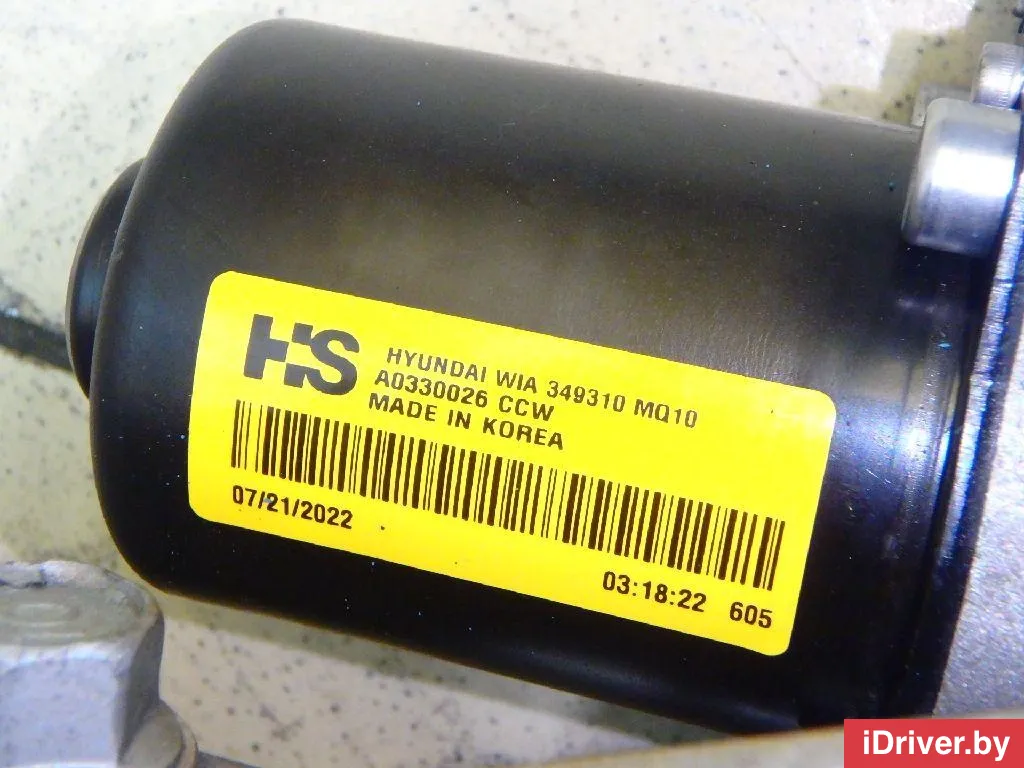 HS
HYUNDAI WIA 349310 MQ10
A0330026 CCW
MADE IN KOREA
07/21/2022
03:18:22 605
iDriver.by